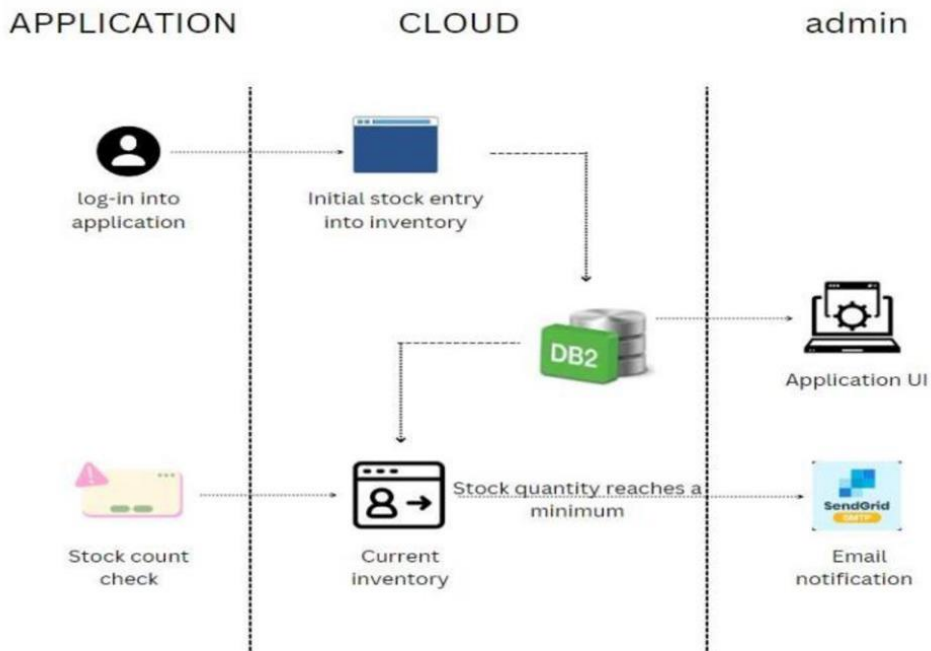 APPLICATION
CLOUD
admin
log-in into
application
Initial stock entry
into inventory
DB2
Application UI
Stock quantity reaches a
minimum
SendGrid
SMTP
Stock count
check
Current
inventory
Email
notification